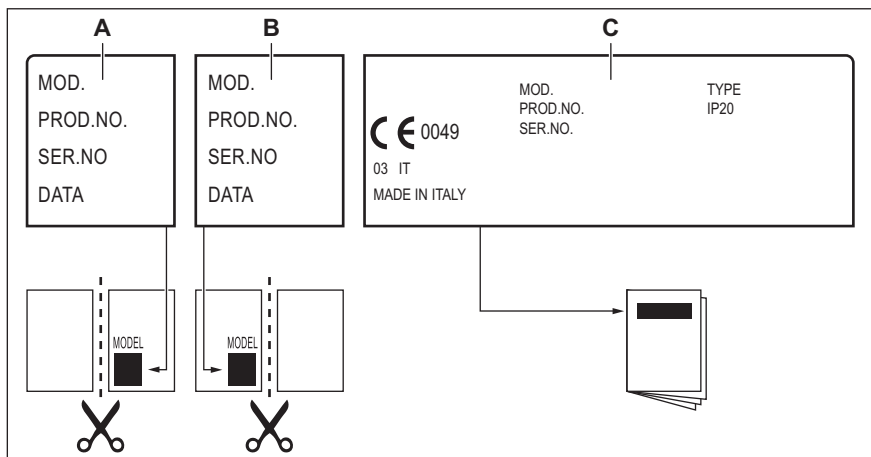 A
B
C
MOD.
PROD.NO.
SER.NO
DATA
MOD.
PROD.NO.
SER.NO
DATA
MOD.
PROD.NO.
SER.NO.
TYPE
IP20
CE 0049
03 IT
MADE IN ITALY
MODEL
MODEL